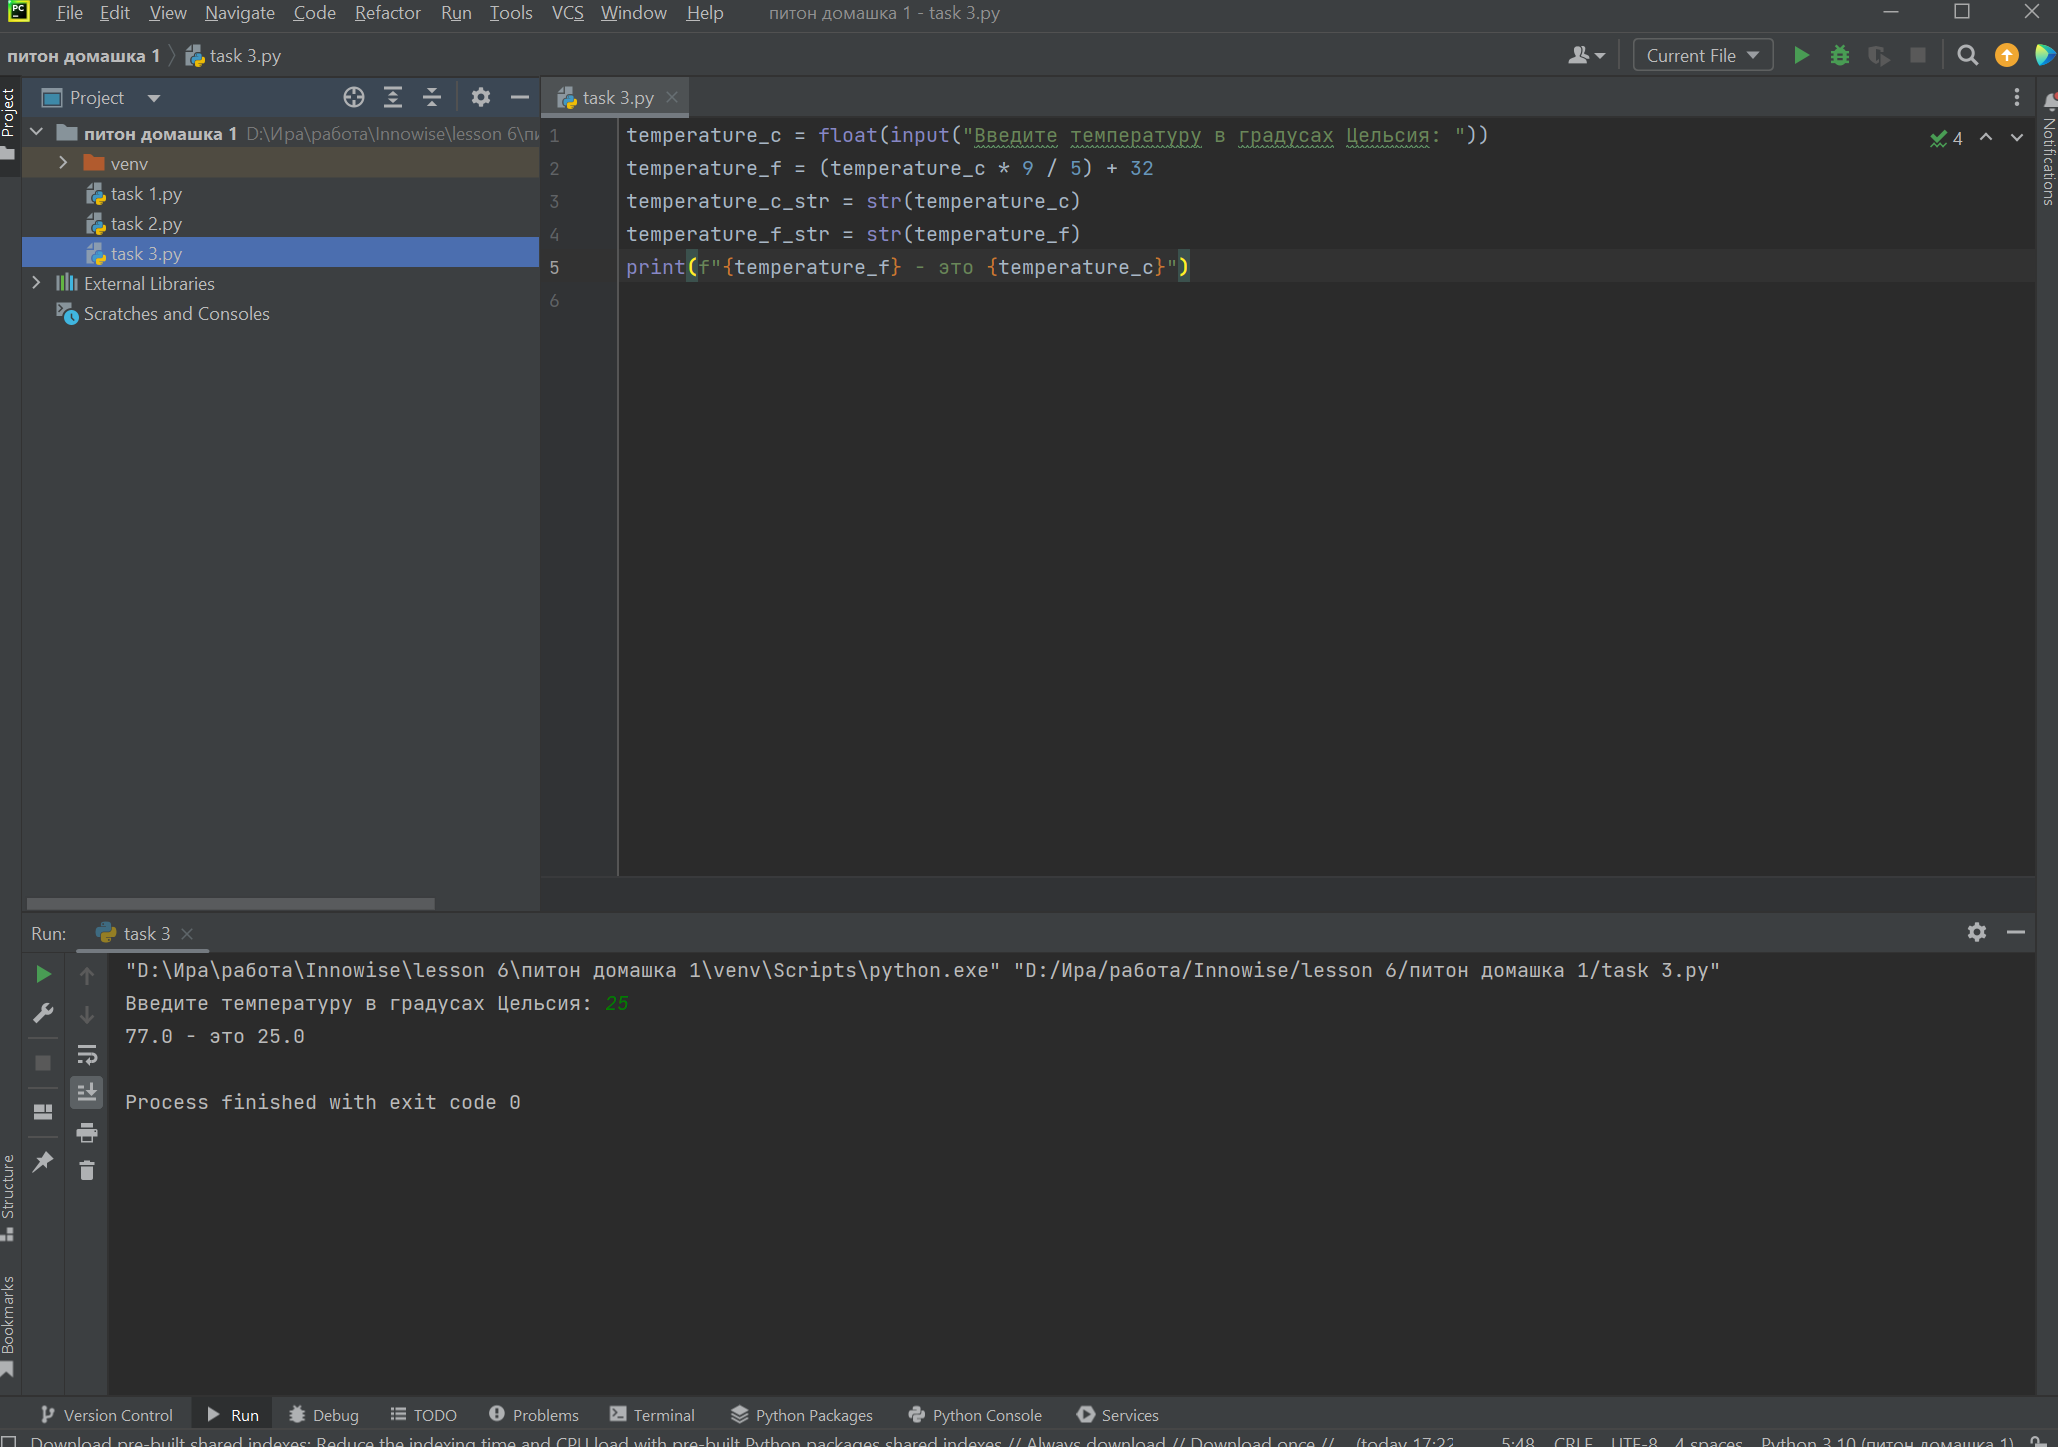 PC File Edit View Navigate Code Refactor Run Tools VCS Window Help питон домашка 1 - task 3.py
питон домашка 1 task 3.py Current File
Project task 3.py
Project
питон домашка 1 D:\Ира\работа\Innowise\lesson 6\
venv
task 1.py
task 2.py
task 3.py
External Libraries
Scratches and Consoles
1 temperature_c = float(input("Введите температуру в градусах Цельсия: "))
2 temperature_f = (temperature_c * 9 / 5) + 32
3 temperature_c_str = str(temperature_c)
4 temperature_f_str = str(temperature_f)
5 print(f"{temperature_f} - это {temperature_c}")
6
4
Notifications
Run: task 3
"D:\Ира\работа\Innowise\lesson 6\питон домашка 1\venv\Scripts\python.exe" "D:/Ира/работа/Innowise/lesson 6/питон домашка 1/task 3.py"
Введите температуру в градусах Цельсия: 25
77.0 - это 25.0
Process finished with exit code 0
Structure
Bookmarks
Version Control Run Debug TODO Problems Terminal Python Packages Python Console Services
Download pre-built shared indexes: Reduce the indexing time and CPU load with pre-built Python packages shared indexes // Always download // Download once // ... (today 17:22 5:48 CRLF UTF-8 4 spaces Python 3.10 (питон домашка 1)